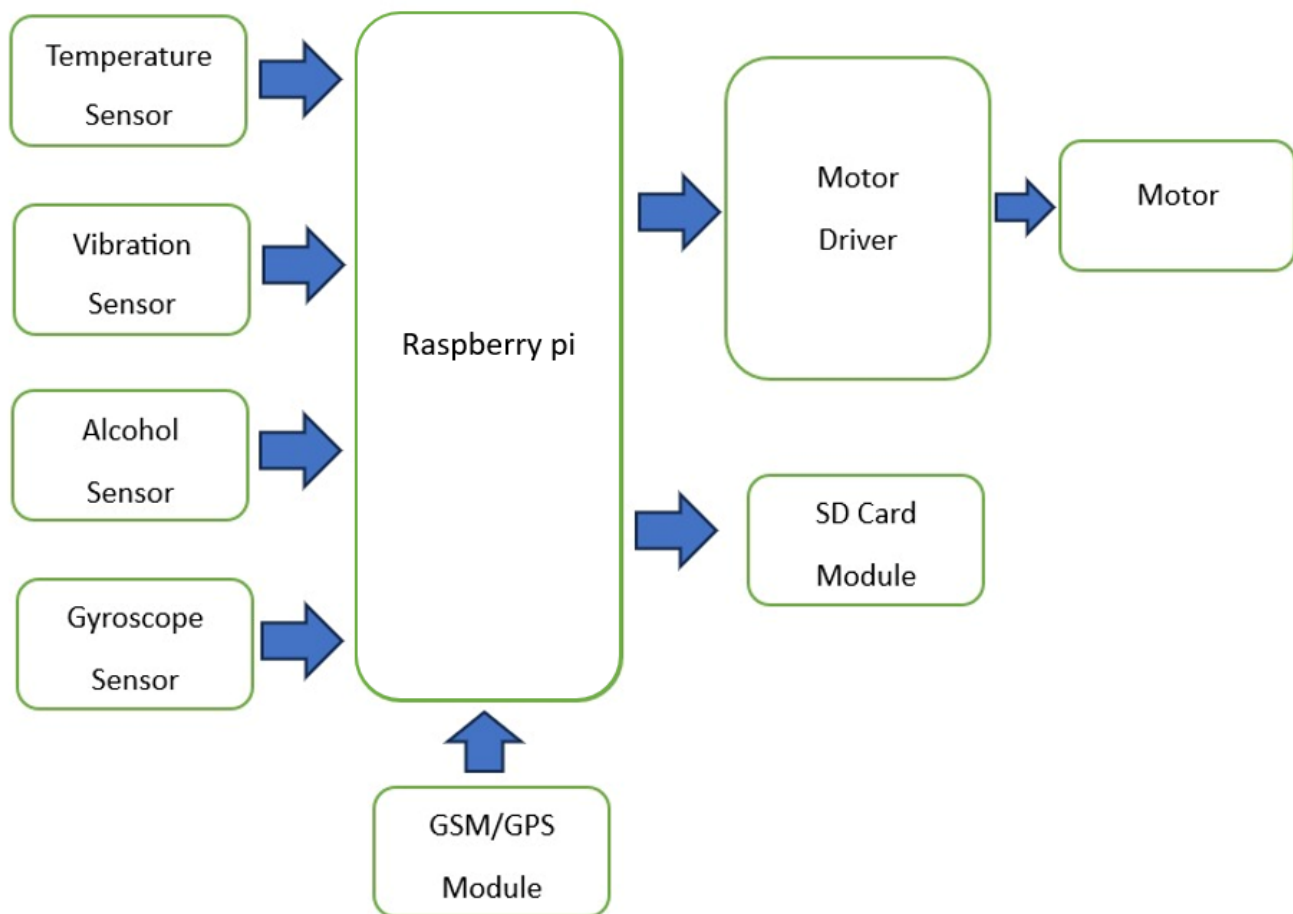 Temperature
Sensor
Vibration
Sensor
Alcohol
Sensor
Gyroscope
Sensor
Raspberry pi
GSM/GPS
Module
Motor
Driver
Motor
SD Card
Module